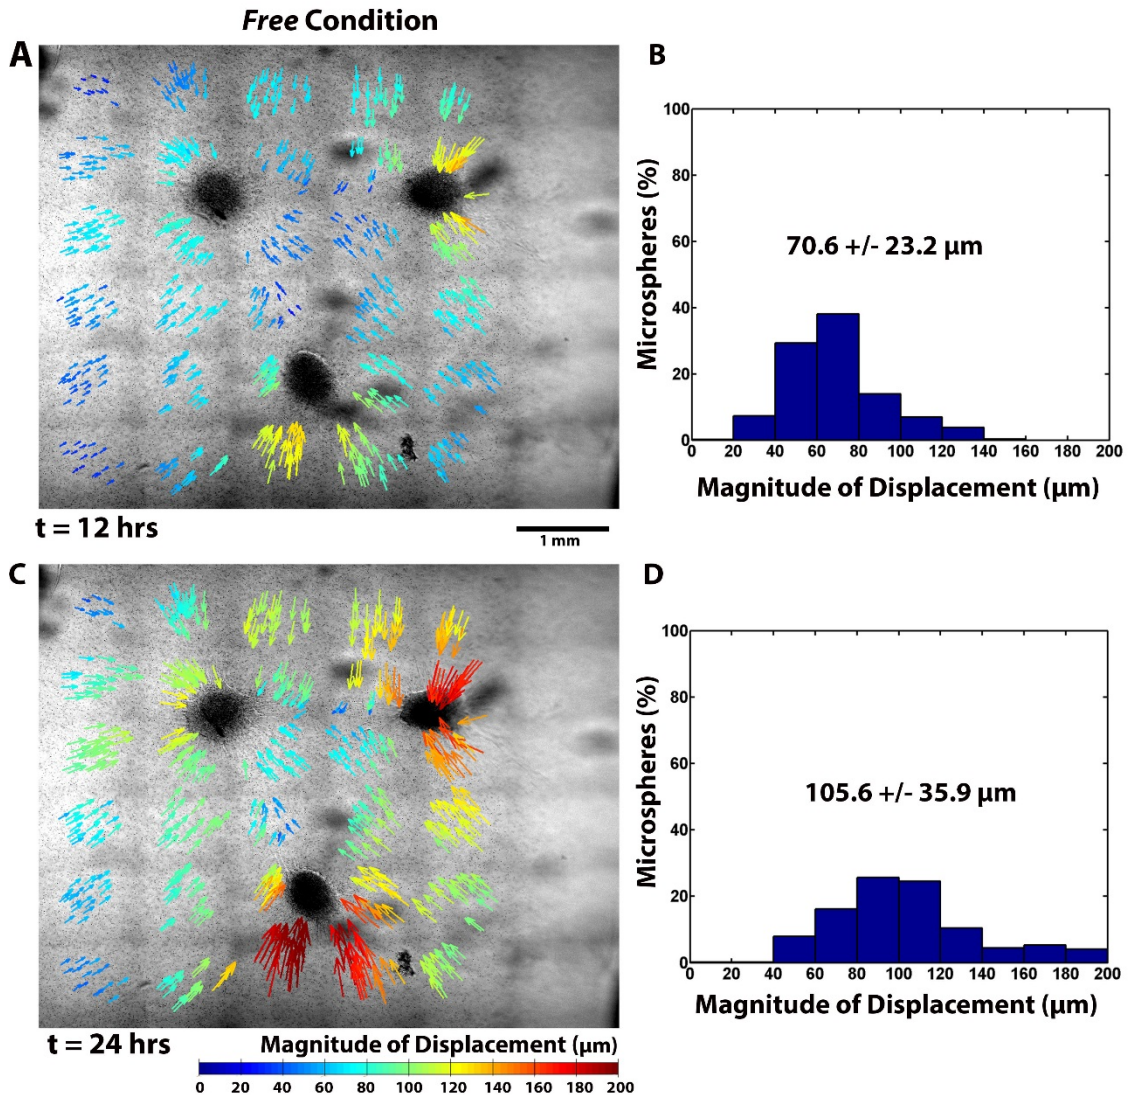 Free Condition
A
t = 12 hrs
1 mm
B
100
80
60
40
20
0
Microspheres (%)
70.6 +/- 23.2 µm
0 20 40 60 80 100 120 140 160 180 200
Magnitude of Displacement (µm)
C
t = 24 hrs
Magnitude of Displacement (µm)
0 20 40 60 80 100 120 140 160 180 200
D
100
80
60
40
20
0
Microspheres (%)
105.6 +/- 35.9 µm
0 20 40 60 80 100 120 140 160 180 200
Magnitude of Displacement (µm)